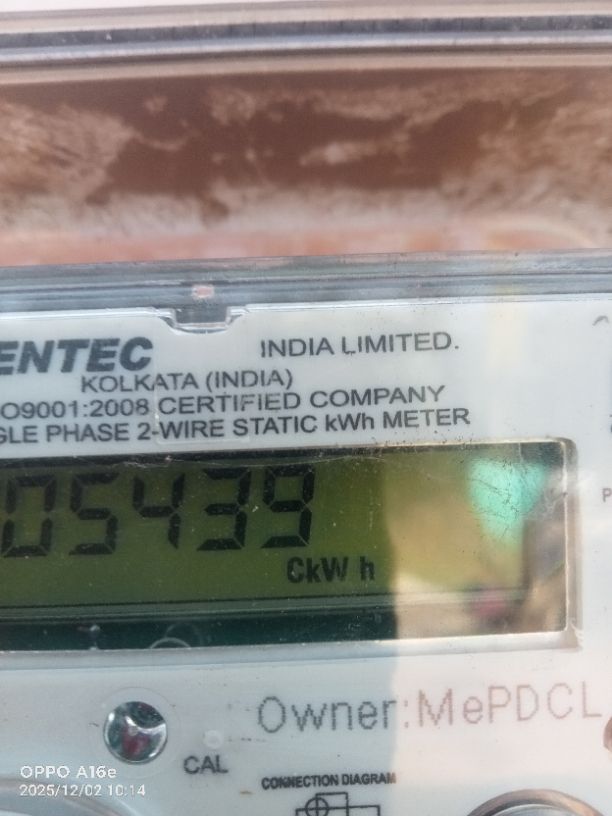 ENTEC INDIA LIMITED.
KOLKATA (INDIA)
SO9001:2008 CERTIFIED COMPANY
GLE PHASE 2-WIRE STATIC kWh METER
05439
CkW h
Owner:MePDCL
CAL
CONNECTION DIAGRAM
OPPO A16e
2025/12/02 10:14